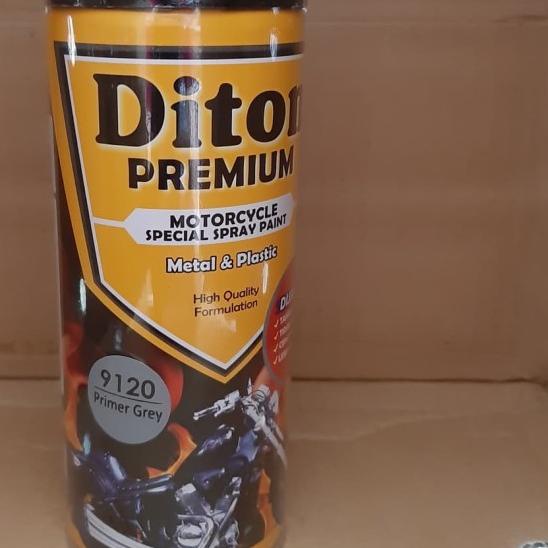 Diton
PREMIUM
MOTORCYCLE
SPECIAL SPRAY PAINT
Metal & Plastic
High Quality
Formulation
9120
Primer Grey